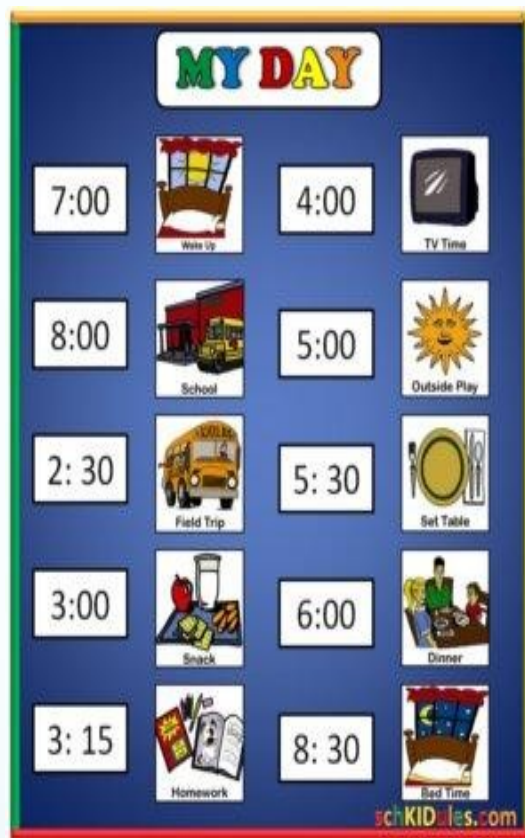 MY DAY
7:00
Wake Up
8:00
School
2: 30
Field Trip
3:00
Snack
3: 15
Homework
4:00
TV Time
5:00
Outside Play
5: 30
Set Table
6:00
Dinner
8: 30
Bed Time
schKIDules.com